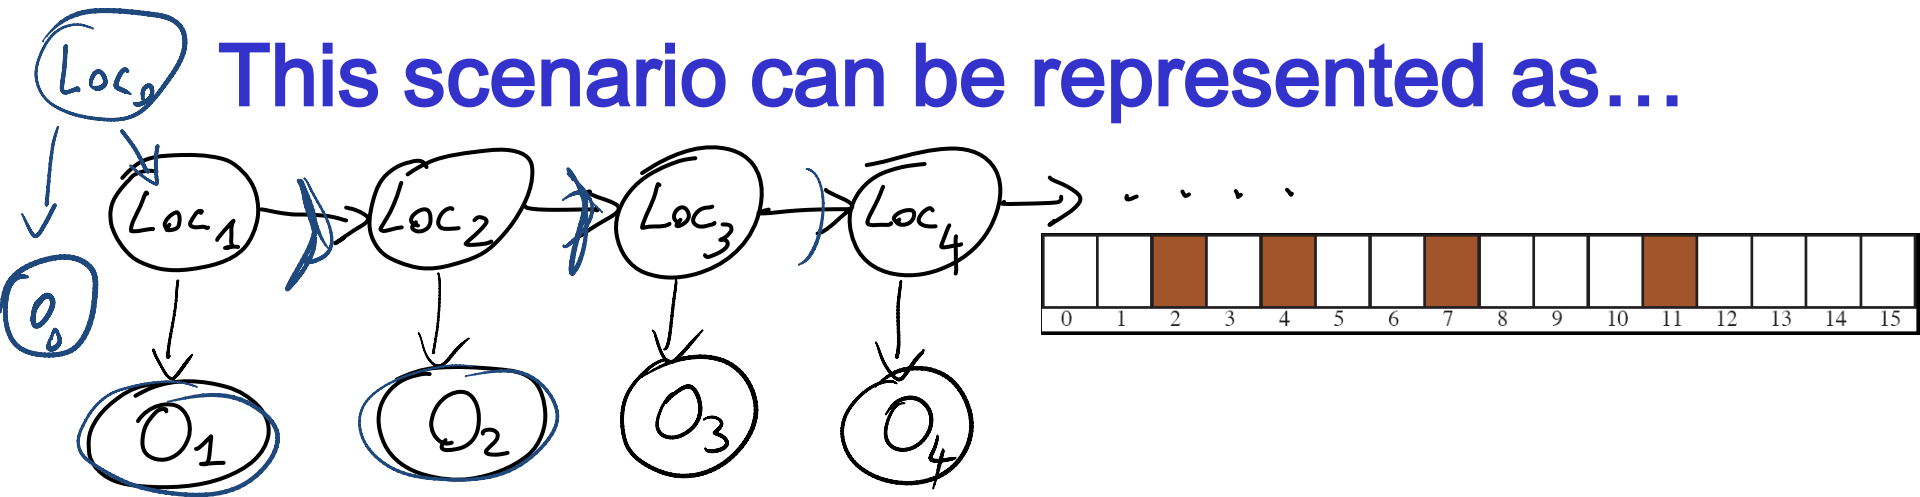 Loc0
This scenario can be represented as…
Loc1 Loc2 Loc3 Loc4 . . . .
0 1 2 3 4 5 6 7 8 9 10 11 12 13 14 15
O0
O1 O2 O3 O4